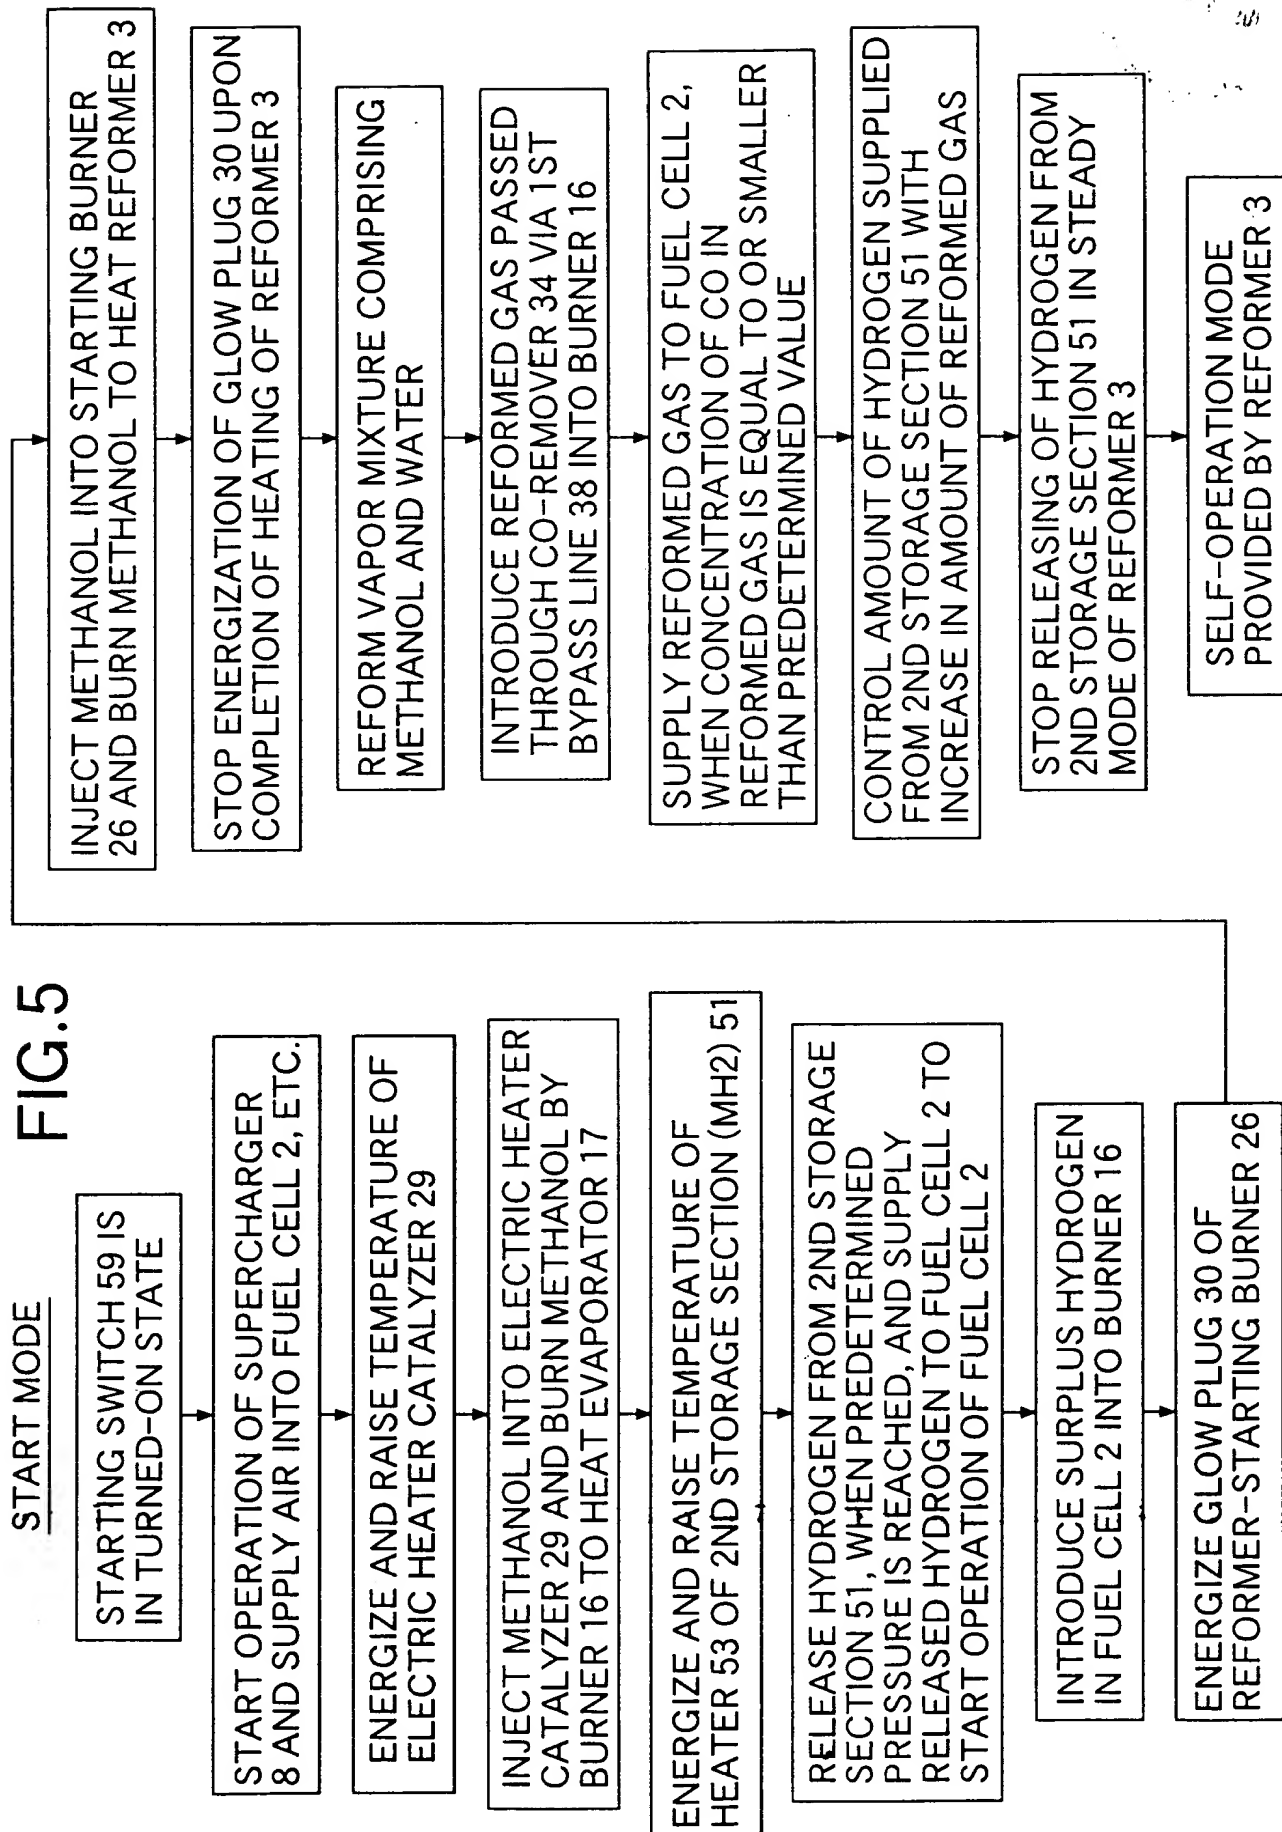 FIG.5
START MODE
STARTING SWITCH 59 IS
IN TURNED-ON STATE
START OPERATION OF SUPERCHARGER
8 AND SUPPLY AIR INTO FUEL CELL 2, ETC.
ENERGIZE AND RAISE TEMPERATURE OF
ELECTRIC HEATER CATALYZER 29
INJECT METHANOL INTO ELECTRIC HEATER
CATALYZER 29 AND BURN METHANOL BY
BURNER 16 TO HEAT EVAPORATOR 17
ENERGIZE AND RAISE TEMPERATURE OF
HEATER 53 OF 2ND STORAGE SECTION (MH2) 51
RELEASE HYDROGEN FROM 2ND STORAGE
SECTION 51, WHEN PREDETERMINED
PRESSURE IS REACHED, AND SUPPLY
RELEASED HYDROGEN TO FUEL CELL 2 TO
START OPERATION OF FUEL CELL 2
INTRODUCE SURPLUS HYDROGEN
IN FUEL CELL 2 INTO BURNER 16
ENERGIZE GLOW PLUG 30 OF
REFORMER-STARTING BURNER 26
INJECT METHANOL INTO STARTING BURNER
26 AND BURN METHANOL TO HEAT REFORMER 3
STOP ENERGIZATION OF GLOW PLUG 30 UPON
COMPLETION OF HEATING OF REFORMER 3
REFORM VAPOR MIXTURE COMPRISING
METHANOL AND WATER
INTRODUCE REFORMED GAS PASSED
THROUGH CO-REMOVER 34 VIA 1ST
BYPASS LINE 38 INTO BURNER 16
SUPPLY REFORMED GAS TO FUEL CELL 2,
WHEN CONCENTRATION OF CO IN
REFORMED GAS IS EQUAL TO OR SMALLER
THAN PREDETERMINED VALUE
CONTROL AMOUNT OF HYDROGEN SUPPLIED
FROM 2ND STORAGE SECTION 51 WITH
INCREASE IN AMOUNT OF REFORMED GAS
STOP RELEASING OF HYDROGEN FROM
2ND STORAGE SECTION 51 IN STEADY
MODE OF REFORMER 3
SELF-OPERATION MODE
PROVIDED BY REFORMER 3